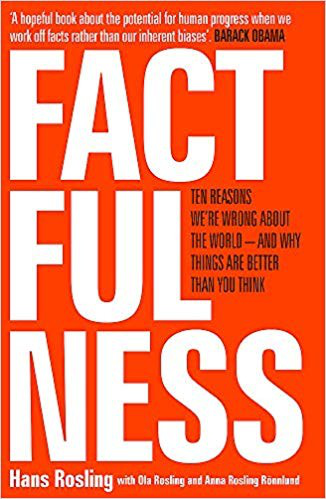 'A hopeful book about the potential for human progress when we
work off facts rather than our inherent biases'. BARACK OBAMA
FACT
FUL
NESS
TEN REASONS
WE'RE WRONG ABOUT
THE WORLD – AND WHY
THINGS ARE BETTER
THAN YOU THINK
Hans Rosling with Ola Rosling and Anna Rosling Rönnlund